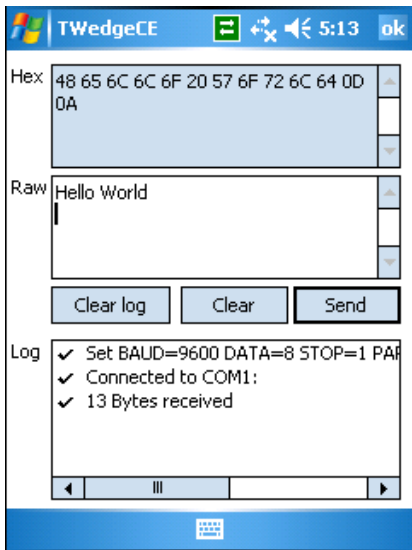 TWedgeCE 5:13 ok
Hex
48 65 6C 6C 6F 20 57 6F 72 6C 64 0D
0A
Raw
Hello World
Clear log Clear Send
Log
Set BAUD=9600 DATA=8 STOP=1 PAR
Connected to COM1:
13 Bytes received